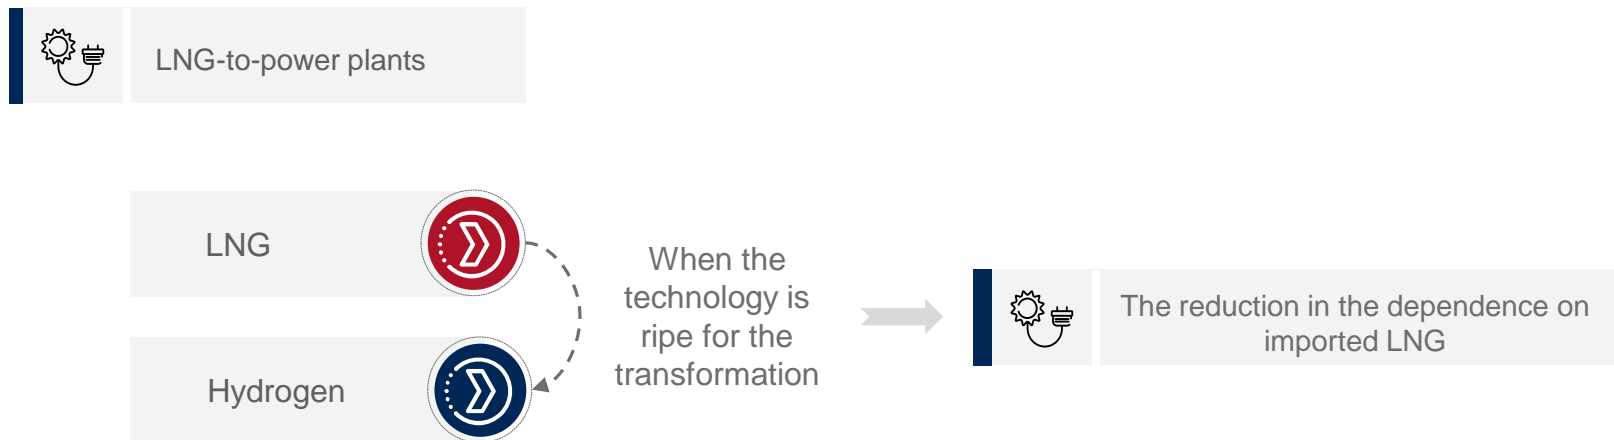 LNG-to-power plants
LNG
Hydrogen
When the
technology is
ripe for the
transformation
The reduction in the dependence on
imported LNG